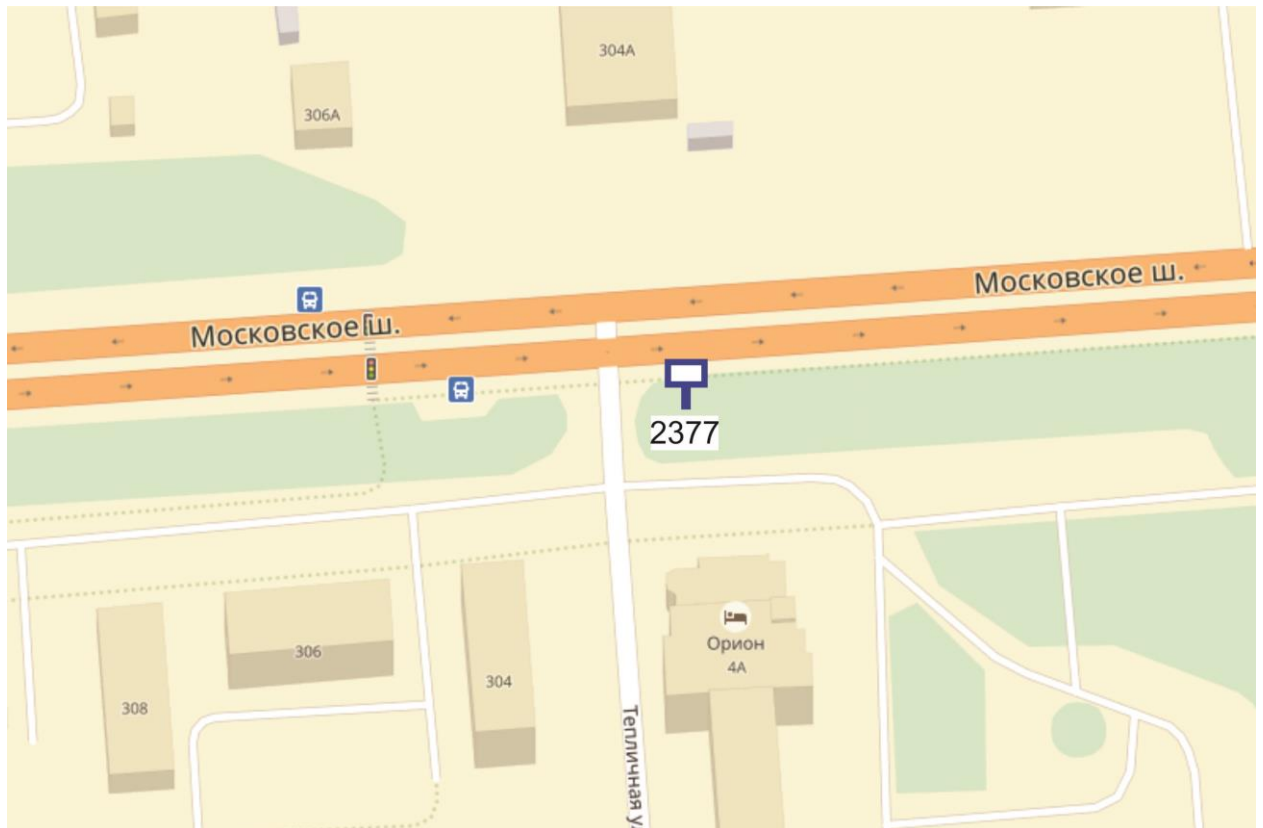 304А
306А
Московское ш.
Московское ш.
2377
Орион
4А
306
304
308
Тепличная у